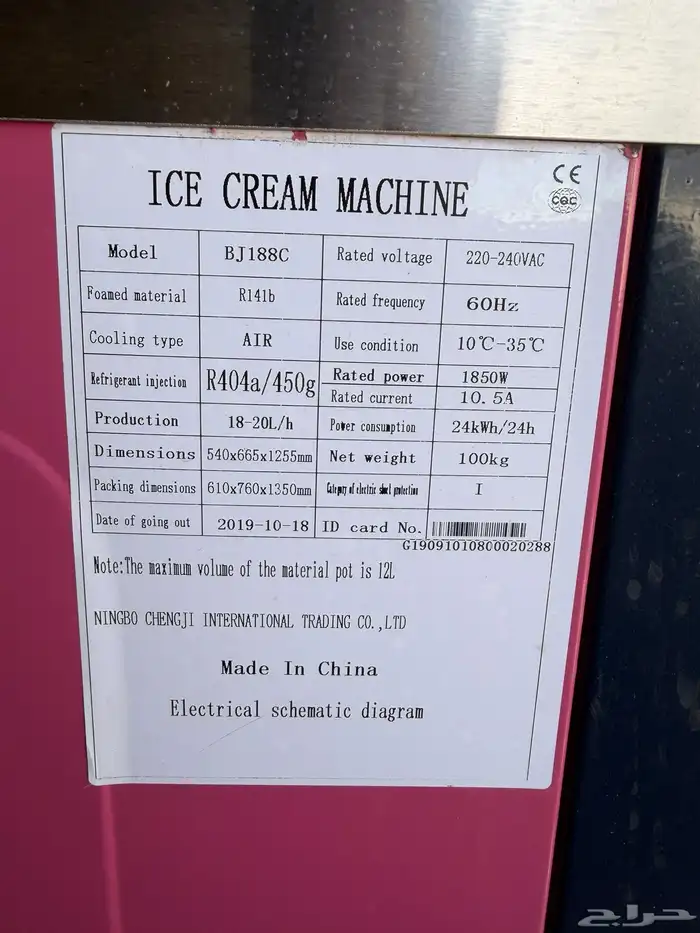 ICE CREAM MACHINE
CE
CQC
Model BJ188C Rated voltage 220-240VAC
Foamed material R141b Rated frequency 60Hz
Cooling type AIR Use condition 10℃-35℃
Refrigerant injection R404a/450g Rated power 1850W
Rated current 10.5A
Production 18-20L/h Power consumption 24kWh/24h
Dimensions 540x665x1255mm Net weight 100kg
Packing dimensions 610x760x1350mm Category of electric shock protection I
Date of going out 2019-10-18 ID card No.
G19091010800020288
Note:The maximum volume of the material pot is 12L
NINGBO CHENGJI INTERNATIONAL TRADING CO.,LTD
Made In China
Electrical schematic diagram
حراج